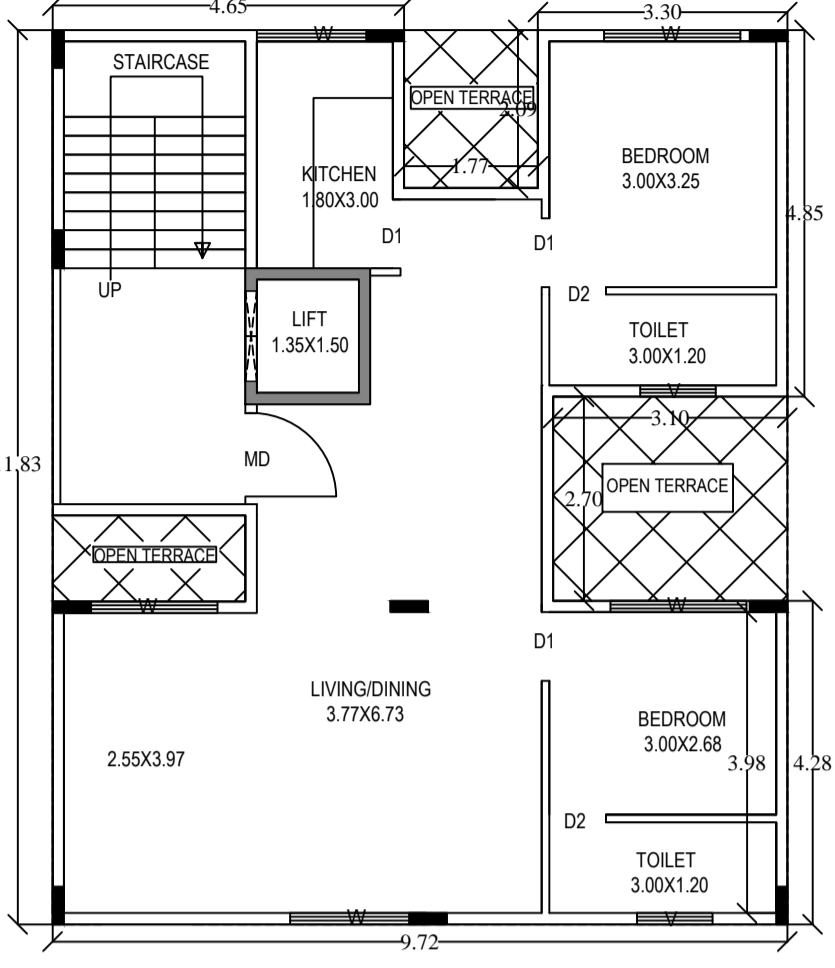 4.65
3.30
STAIRCASE
W
W
OPEN TERRACE
2.09
KITCHEN
1.80X3.00
1.77
BEDROOM
3.00X3.25
4.85
D1
D1
UP
D2
LIFT
1.35X1.50
TOILET
3.00X1.20
V
3.10
MD
11.83
2.70
OPEN TERRACE
OPEN TERRACE
W
W
D1
LIVING/DINING
3.77X6.73
BEDROOM
3.00X2.68
2.55X3.97
3.98
4.28
D2
TOILET
3.00X1.20
W
V
9.72